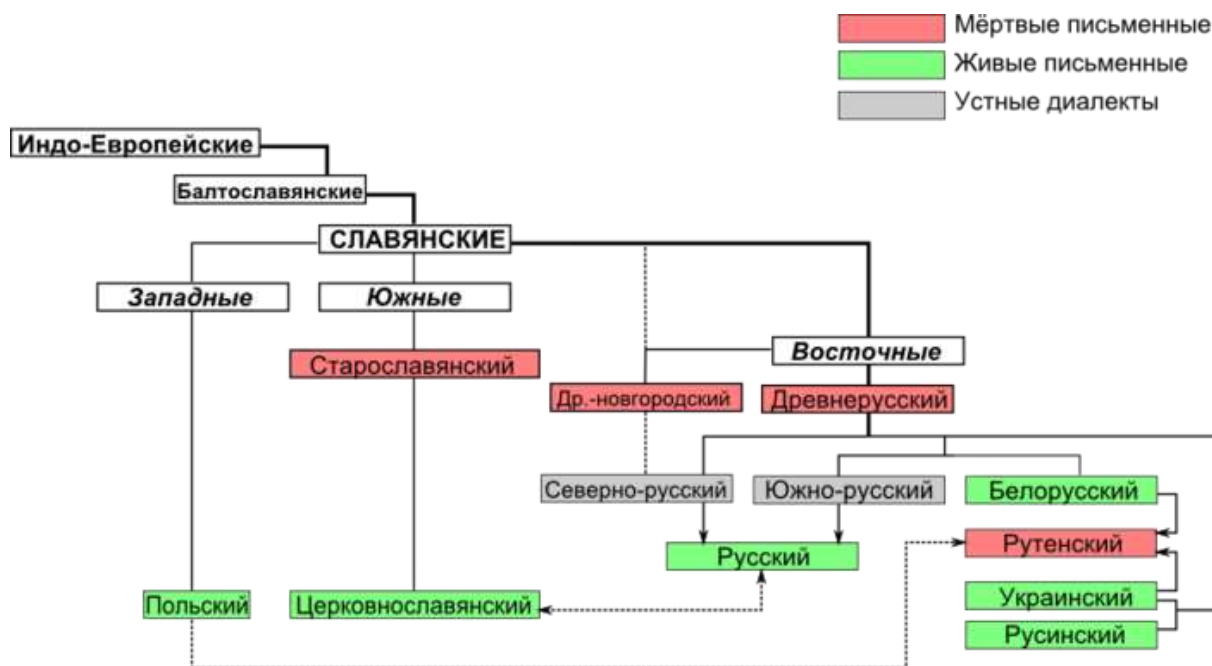 Мёртвые письменные
Живые письменные
Устные диалекты
Индо-Европейские
Балтославянские
СЛАВЯНСКИЕ
Западные
Южные
Восточные
Старославянский
Др.-новгородский
Древнерусский
Северно-русский
Южно-русский
Белорусский
Рутенский
Русский
Польский
Церковнославянский
Украинский
Русинский